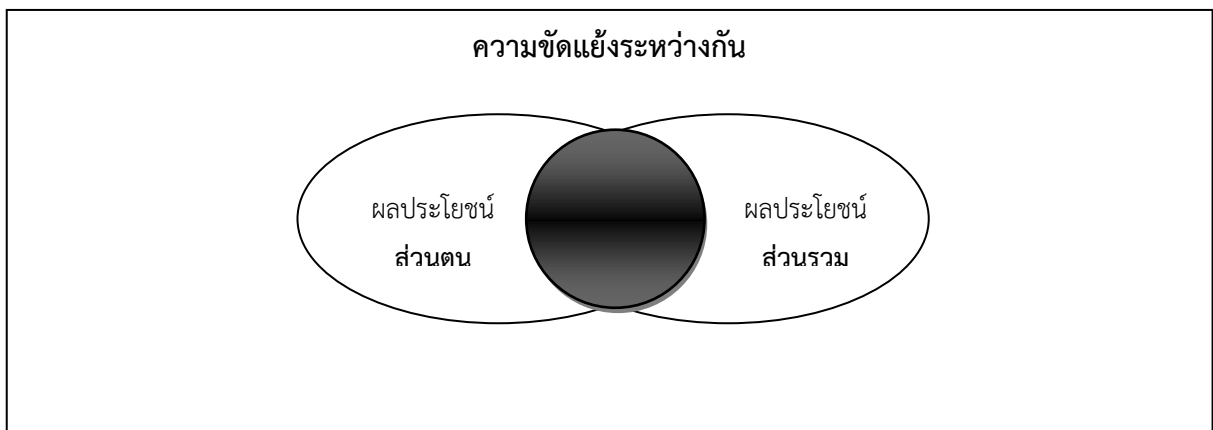 ความขัดแย้งระหว่างกัน
ผลประโยชน์
ส่วนตน
ผลประโยชน์
ส่วนรวม